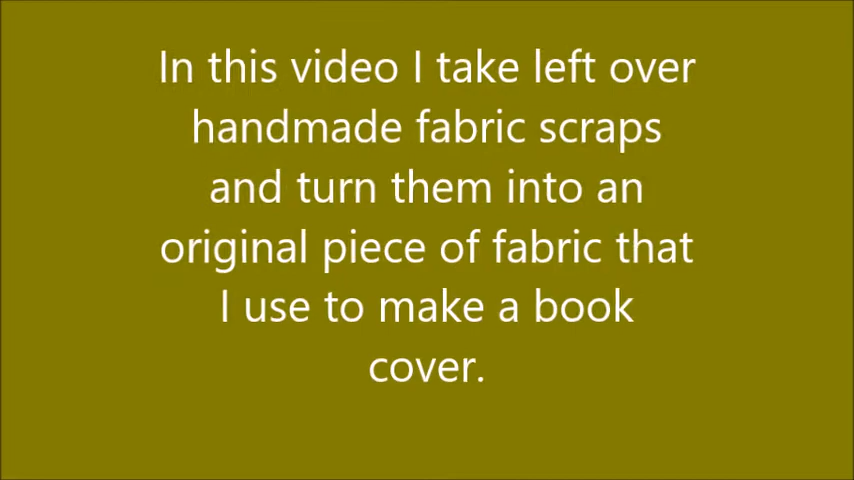 In this video I take left over
handmade fabric scraps
and turn them into an
original piece of fabric that
I use to make a book
cover.